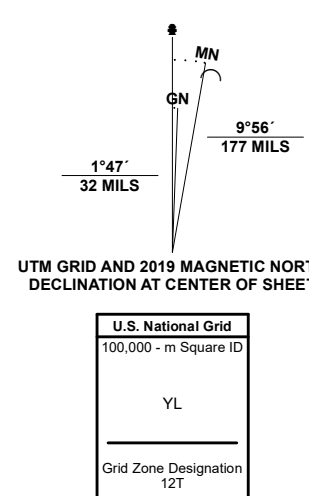 MN
GN
9°56´
177 MILS
1°47´
32 MILS
UTM GRID AND 2019 MAGNETIC NORT
DECLINATION AT CENTER OF SHEET
U.S. National Grid
100,000 - m Square ID
YL
Grid Zone Designation
12T